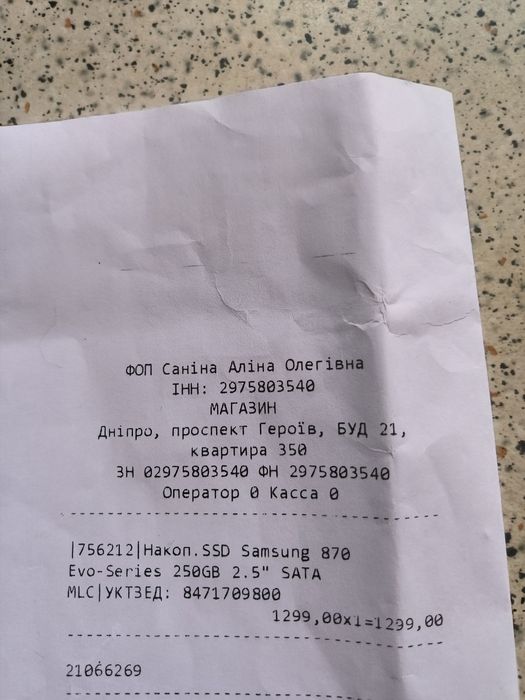 ФОП Саніна Аліна Олегівна
ІНН: 2975803540
МАГАЗИН
Дніпро, проспект Героїв, БУД 21,
квартира 350
ЗН 02975803540 ФН 2975803540
Оператор 0 Касса 0
|756212|Накоп.SSD Samsung 870
Evo-Series 250GB 2.5" SATA
MLC|УКТЗЕД: 8471709800
1299,00x1=1299,00
21066269